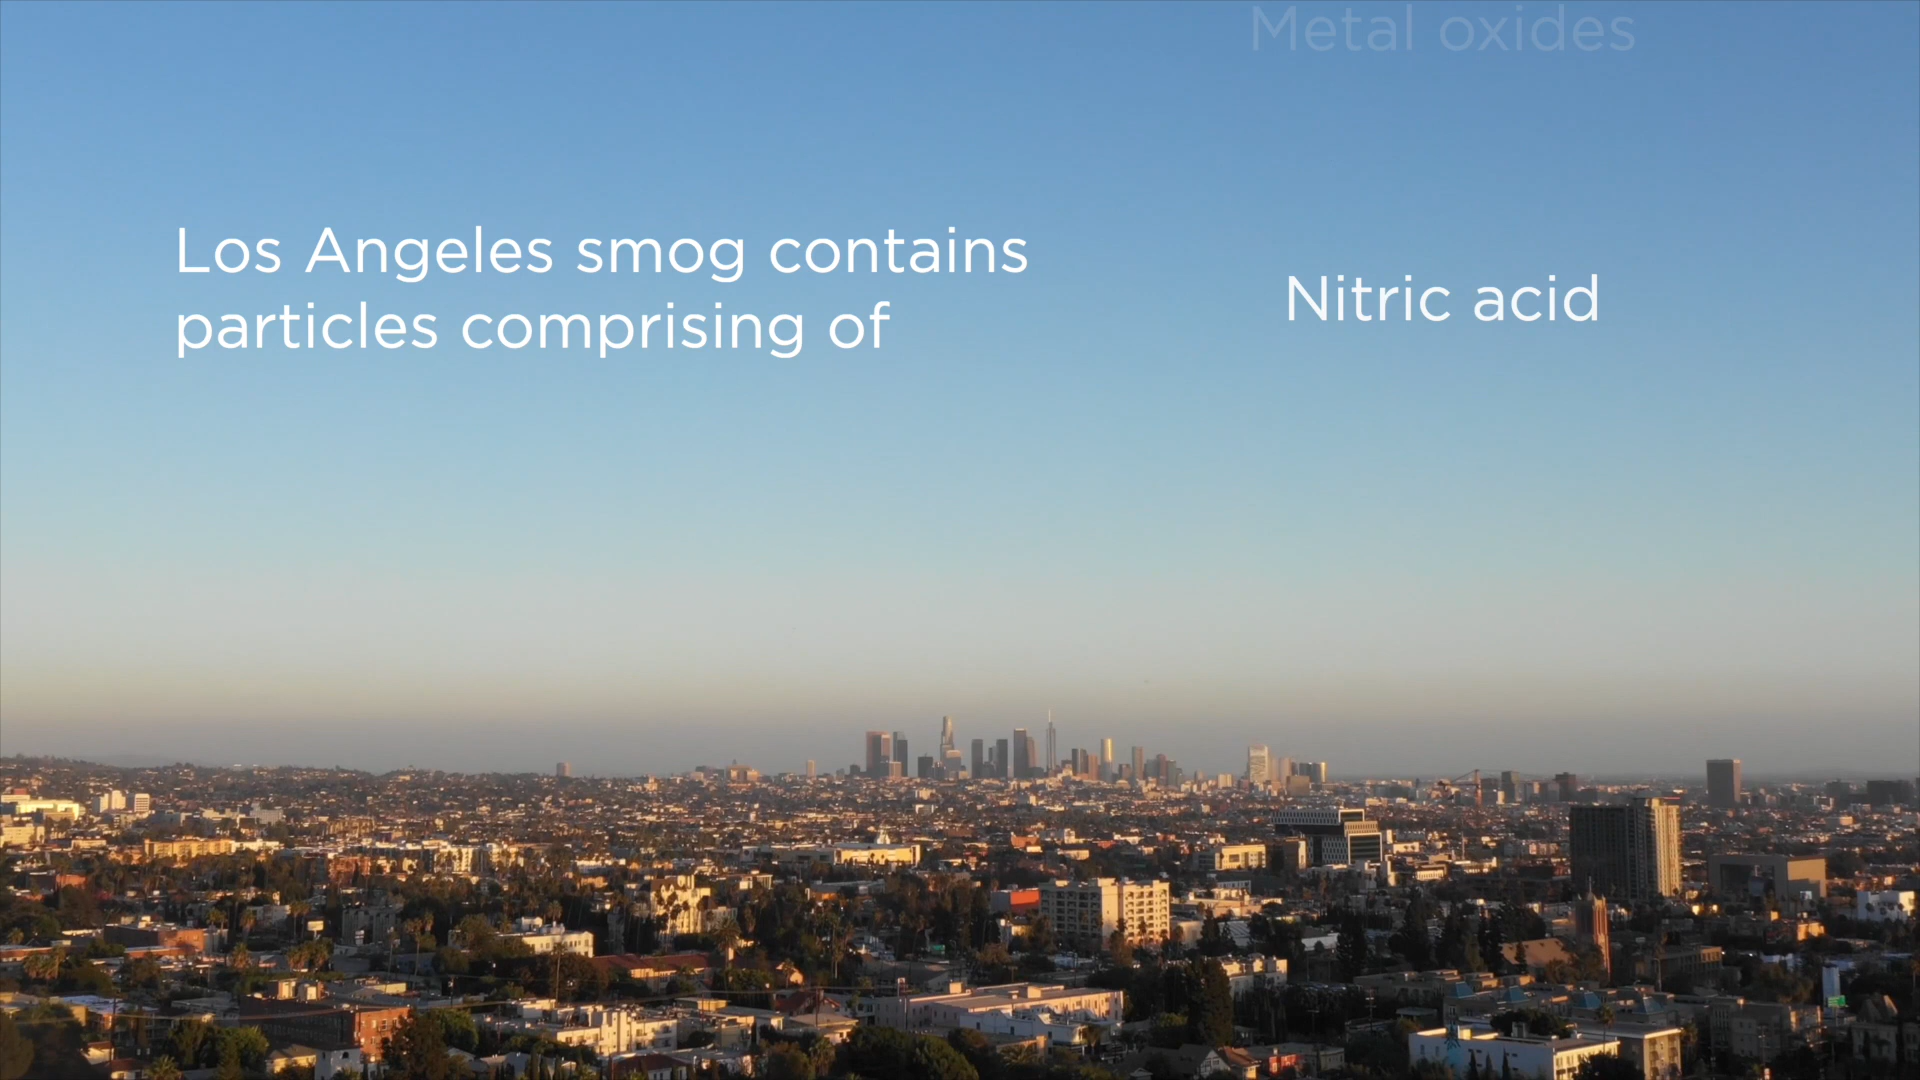 Metal oxides
Los Angeles smog contains
particles comprising of
Nitric acid